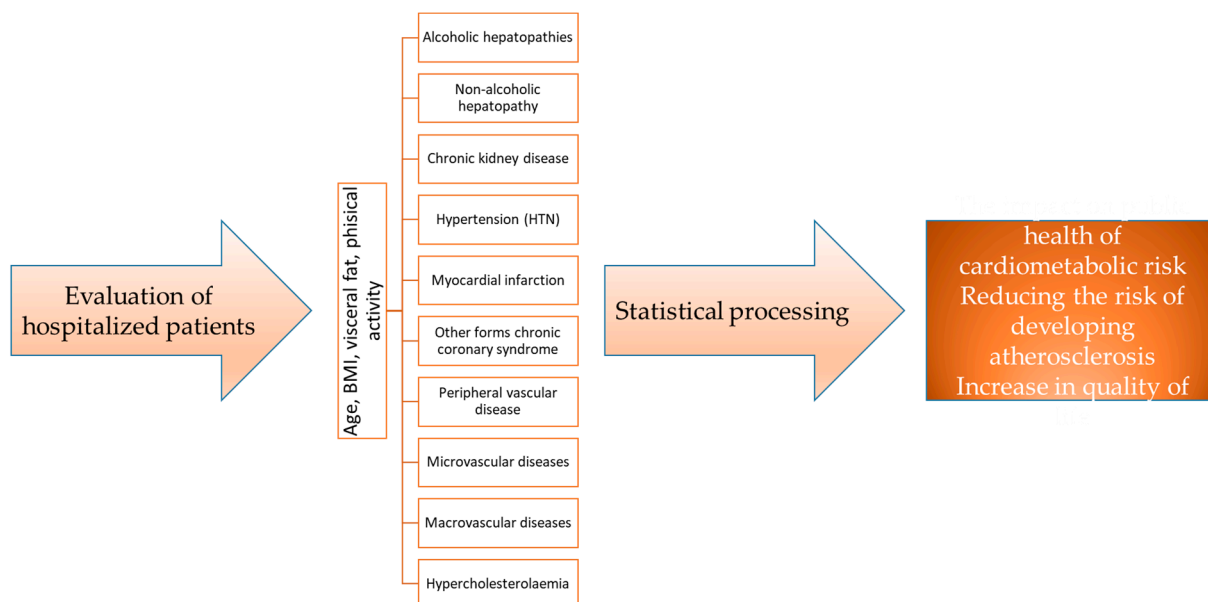 Evaluation of
hospitalized patients
Age, BMI, visceral fat, phisical
activity
Alcoholic hepatopathies
Non-alcoholic
hepatopathy
Chronic kidney disease
Hypertension (HTN)
Myocardial infarction
Other forms chronic
coronary syndrome
Peripheral vascular
disease
Microvascular diseases
Macrovascular diseases
Hypercholesterolaemia
Statistical processing
health of
cardiometabolic risk
Reducing the risk of
developing
atherosclerosis
Increase in quality of